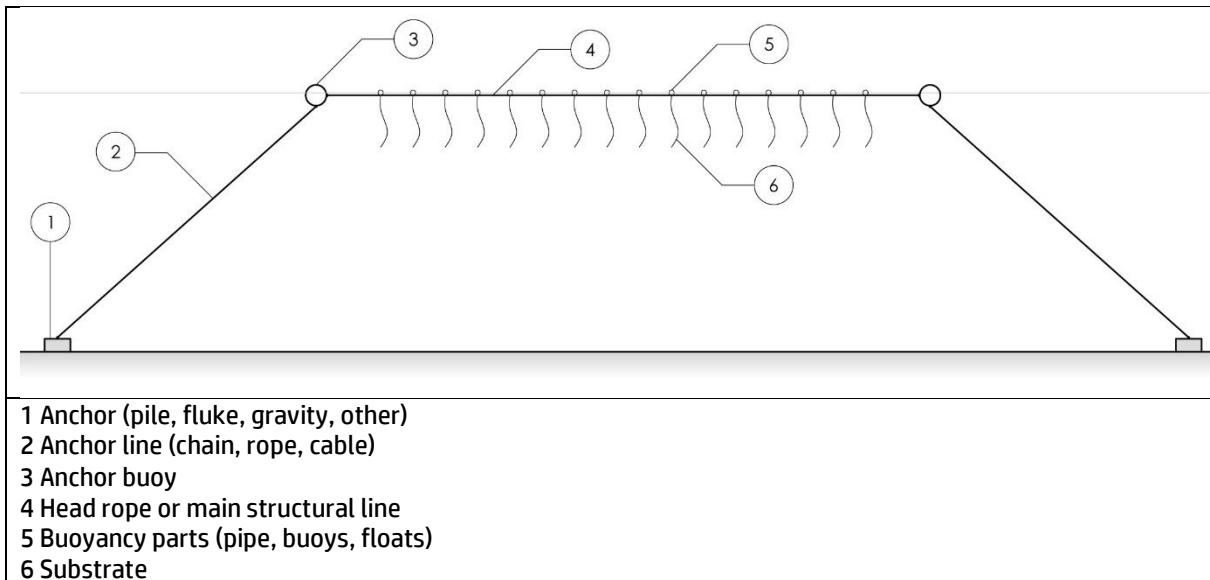 3
5
4
2
6
1
1 Anchor (pile, fluke, gravity, other)
2 Anchor line (chain, rope, cable)
3 Anchor buoy
4 Head rope or main structural line
5 Buoyancy parts (pipe, buoys, floats)
6 Substrate